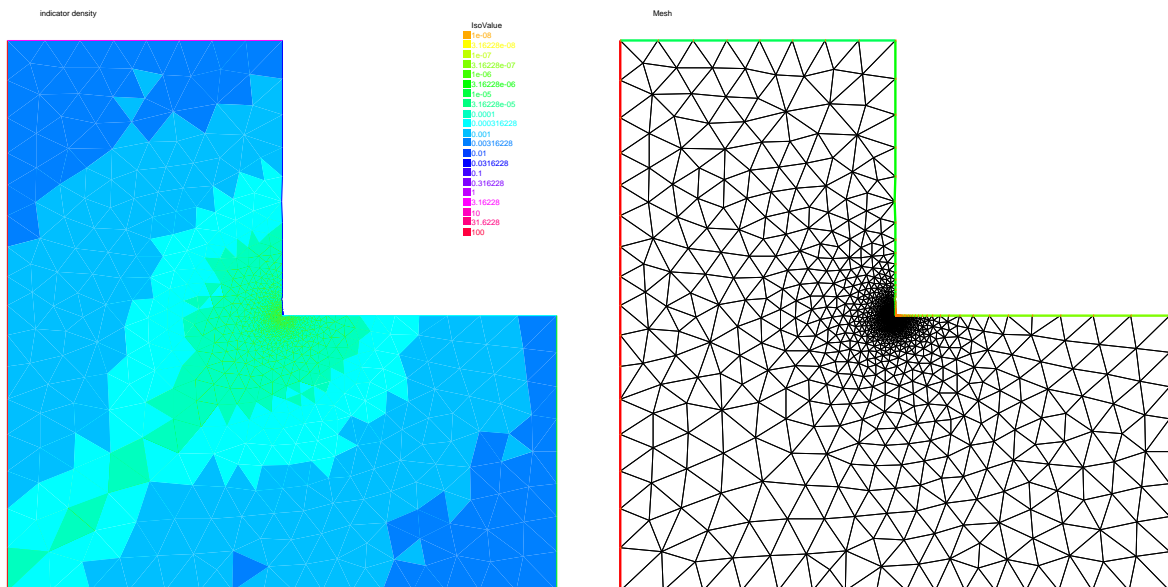 indicator density
IsoValue
1e-08
3.16228e-08
1e-07
3.16228e-07
1e-06
3.16228e-06
1e-05
3.16228e-05
0.0001
0.000316228
0.001
0.00316228
0.01
0.0316228
0.1
0.316228
1
3.16228
10
31.6228
100
Mesh